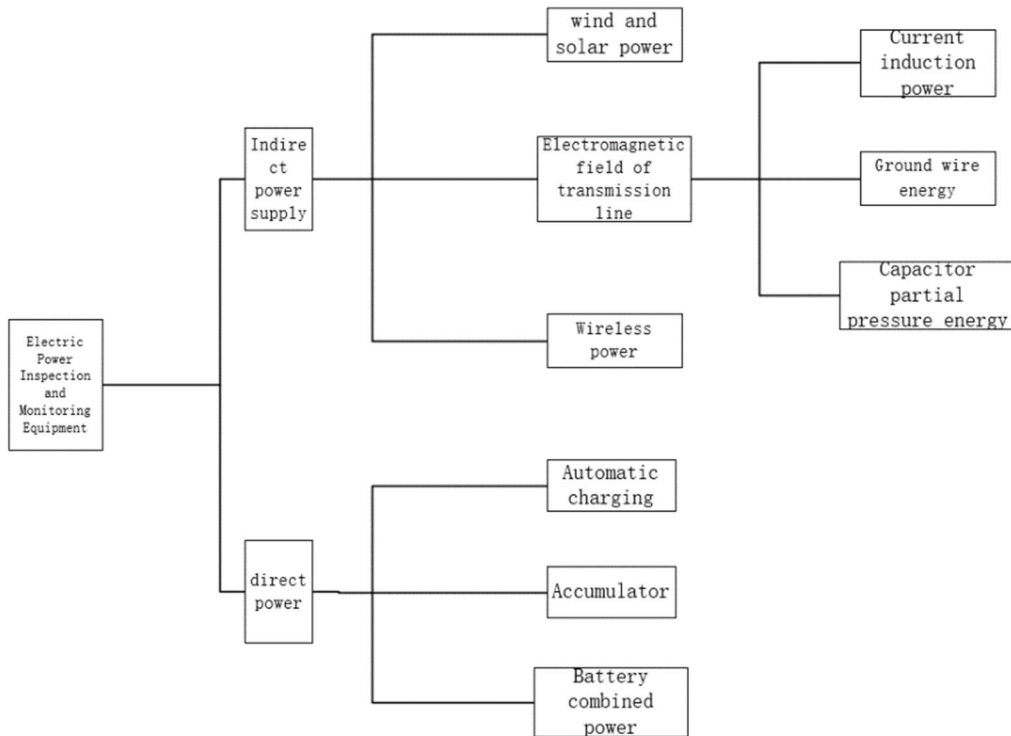 wind and
solar power
Current
induction
power
Indire
ct
power
supply
Electromagnetic
field of
transmission
line
Ground wire
energy
Capacitor
partial
pressure energy
Wireless
power
Electric
Power
Inspection
and
Monitoring
Equipment
Automatic
charging
direct
power
Accumulator
Battery
combined
power